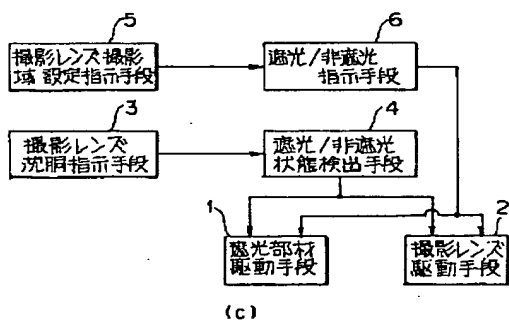 5
撮影レンズ撮影
域設定指示手段
6
遮光/非遮光
指示手段
3
撮影レンズ
沈胴指示手段
4
遮光/非遮光
状態検出手段
1
遮光部材
駆動手段
2
撮影レンズ
駆動手段
(c)